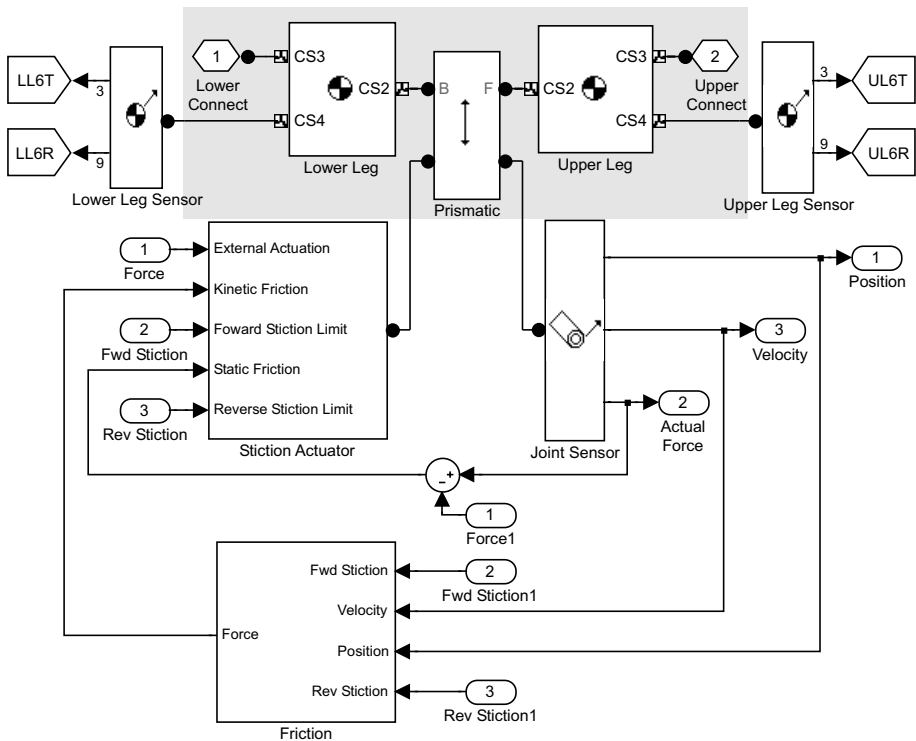 LL6T
3
LL6R
9
Lower Leg Sensor
1
Lower
Connect
CS3
CS2
CS4
Lower Leg
B
F
Prismatic
CS2
CS3
CS4
Upper Leg
2
Upper
Connect
3
UL6T
9
UL6R
Upper Leg Sensor
1
Force
2
Fwd Stiction
3
Rev Stiction
External Actuation
Kinetic Friction
Foward Stiction Limit
Static Friction
Reverse Stiction Limit
Stiction Actuator
Joint Sensor
1
Position
3
Velocity
2
Actual
Force
- +
1
Force1
Fwd Stiction
Velocity
Force
Position
Rev Stiction
Friction
2
Fwd Stiction1
3
Rev Stiction1